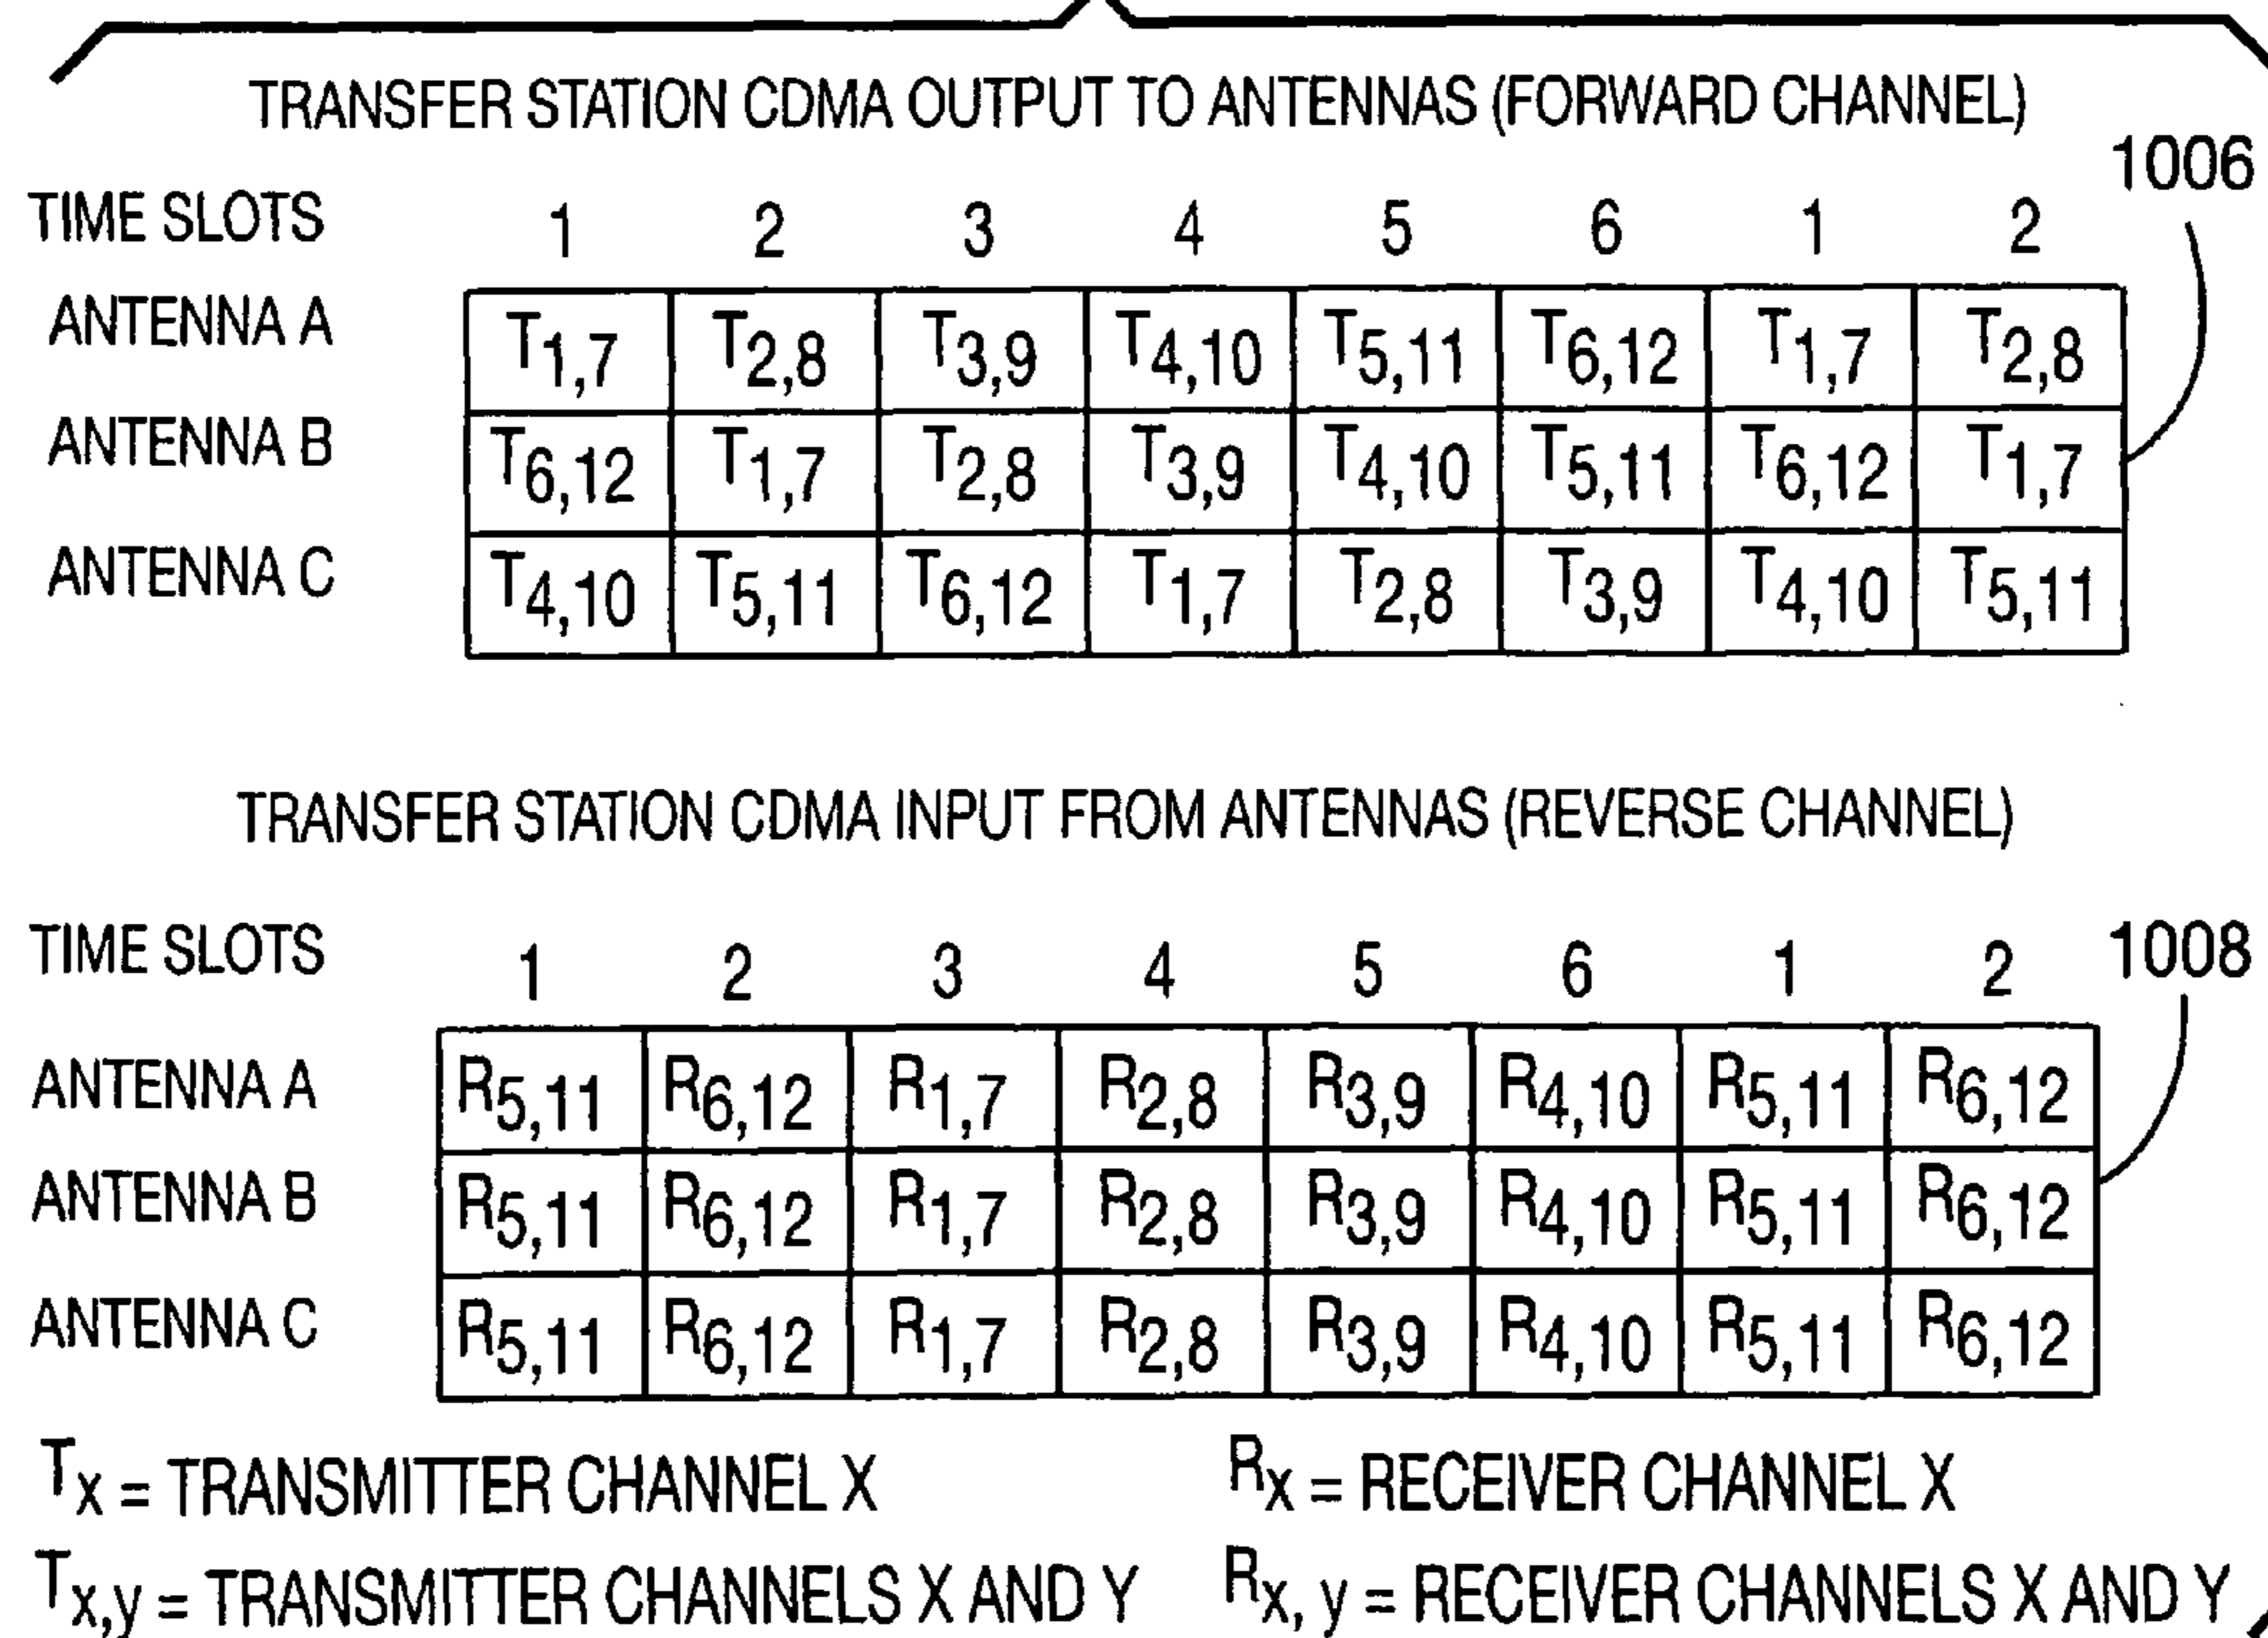 TRANSFER STATION CDMA OUTPUT TO ANTENNAS (FORWARD CHANNEL)
1006
TIME SLOTS 1 2 3 4 5 6 1 2
ANTENNA A T1,7 T2,8 T3,9 T4,10 T5,11 T6,12 T1,7 T2,8
ANTENNA B T6,12 T1,7 T2,8 T3,9 T4,10 T5,11 T6,12 T1,7
ANTENNA C T4,10 T5,11 T6,12 T1,7 T2,8 T3,9 T4,10 T5,11
TRANSFER STATION CDMA INPUT FROM ANTENNAS (REVERSE CHANNEL)
TIME SLOTS 1 2 3 4 5 6 1 2 1008
ANTENNA A R5,11 R6,12 R1,7 R2,8 R3,9 R4,10 R5,11 R6,12
ANTENNA B R5,11 R6,12 R1,7 R2,8 R3,9 R4,10 R5,11 R6,12
ANTENNA C R5,11 R6,12 R1,7 R2,8 R3,9 R4,10 R5,11 R6,12
Tx = TRANSMITTER CHANNEL X Rx = RECEIVER CHANNEL X
Tx,y = TRANSMITTER CHANNELS X AND Y Rx, y = RECEIVER CHANNELS X AND Y